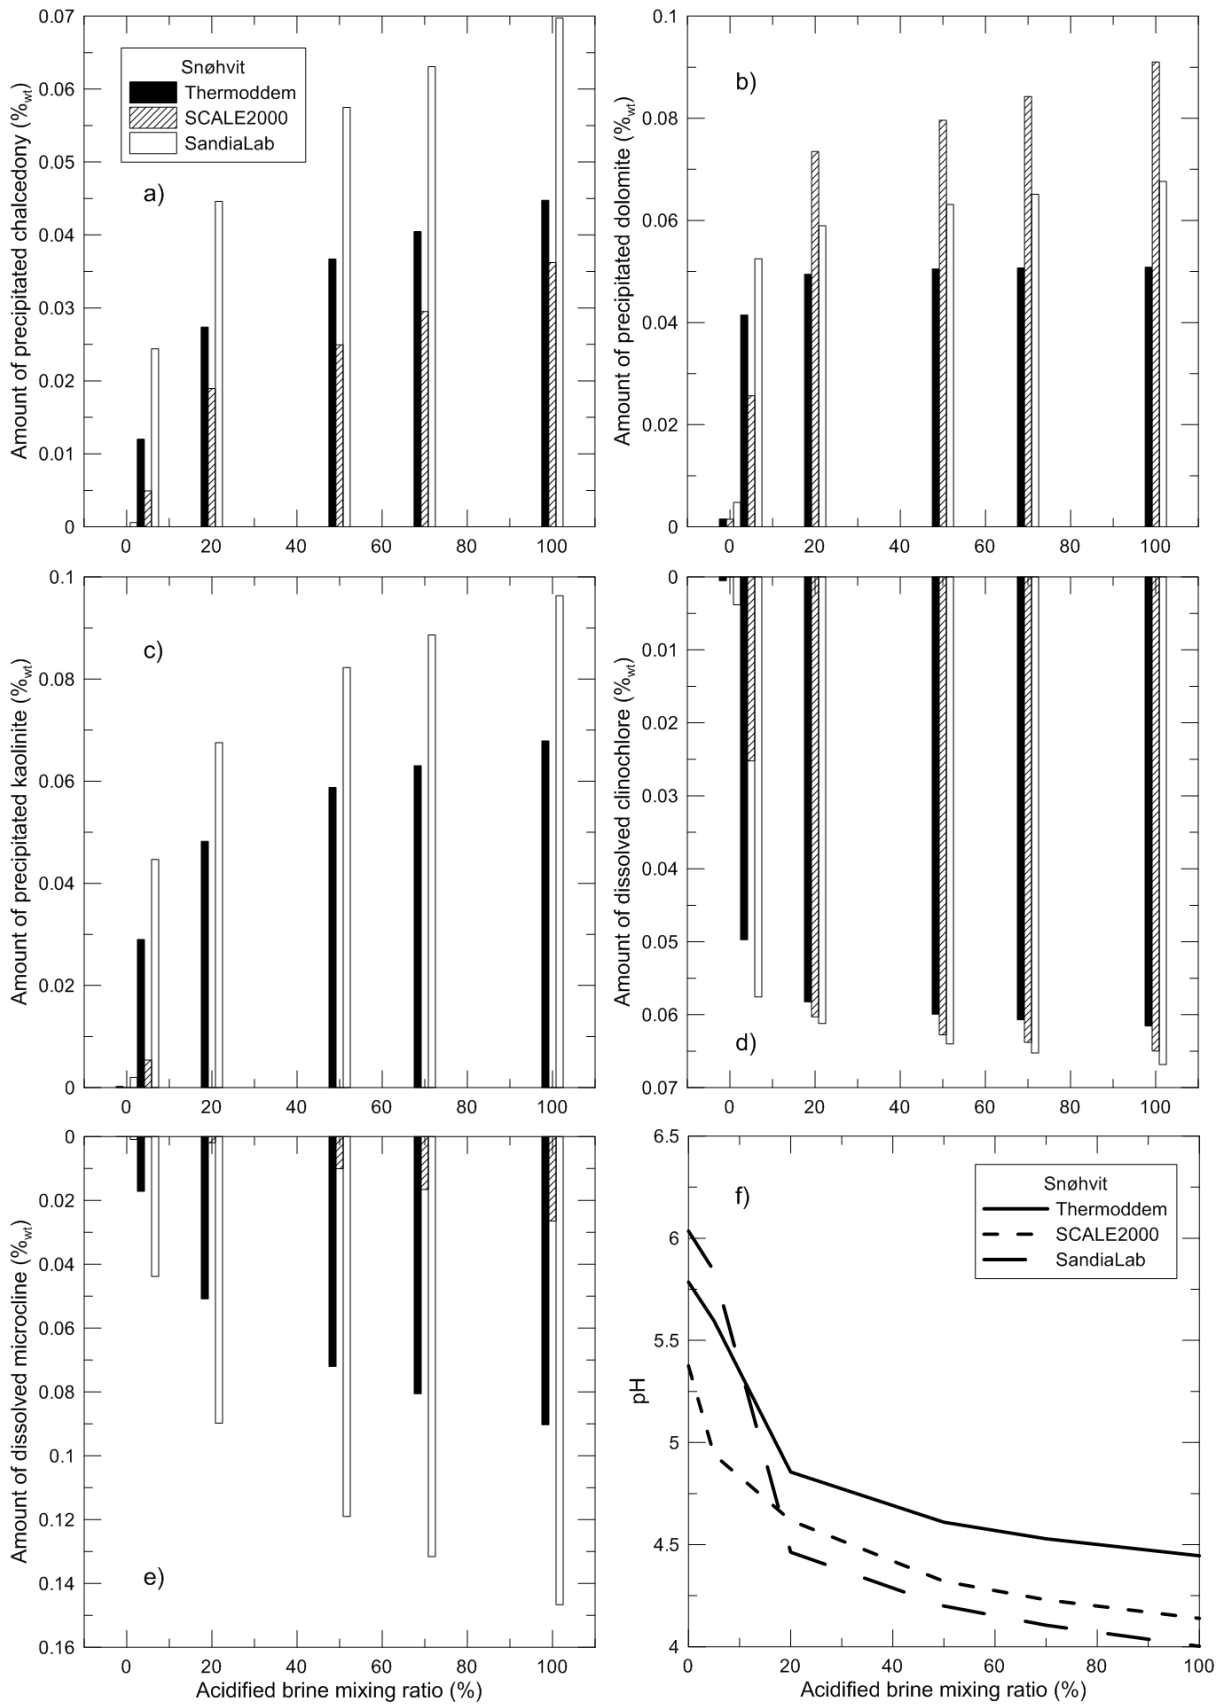 0.07
0.06
0.05
0.04
0.03
0.02
0.01
0
Amount of precipitated chalcedony (%wt)
Snøhvit
Thermoddem
SCALE2000
SandiaLab
a)
0 20 40 60 80 100
0.1
0.08
0.06
0.04
0.02
0
Amount of precipitated dolomite (%wt)
b)
0 20 40 60 80 100
0.1
0.08
0.06
0.04
0.02
0
Amount of precipitated kaolinite (%wt)
c)
0 20 40 60 80 100
0
0.01
0.02
0.03
0.04
0.05
0.06
0.07
Amount of dissolved clinochlore (%wt)
d)
0 20 40 60 80 100
0
0.02
0.04
0.06
0.08
0.1
0.12
0.14
0.16
Amount of dissolved microcline (%wt)
e)
0 20 40 60 80 100
Acidified brine mixing ratio (%)
6.5
6
5.5
5
4.5
4
pH
f)
Snøhvit
Thermoddem
SCALE2000
SandiaLab
0 20 40 60 80 100
Acidified brine mixing ratio (%)